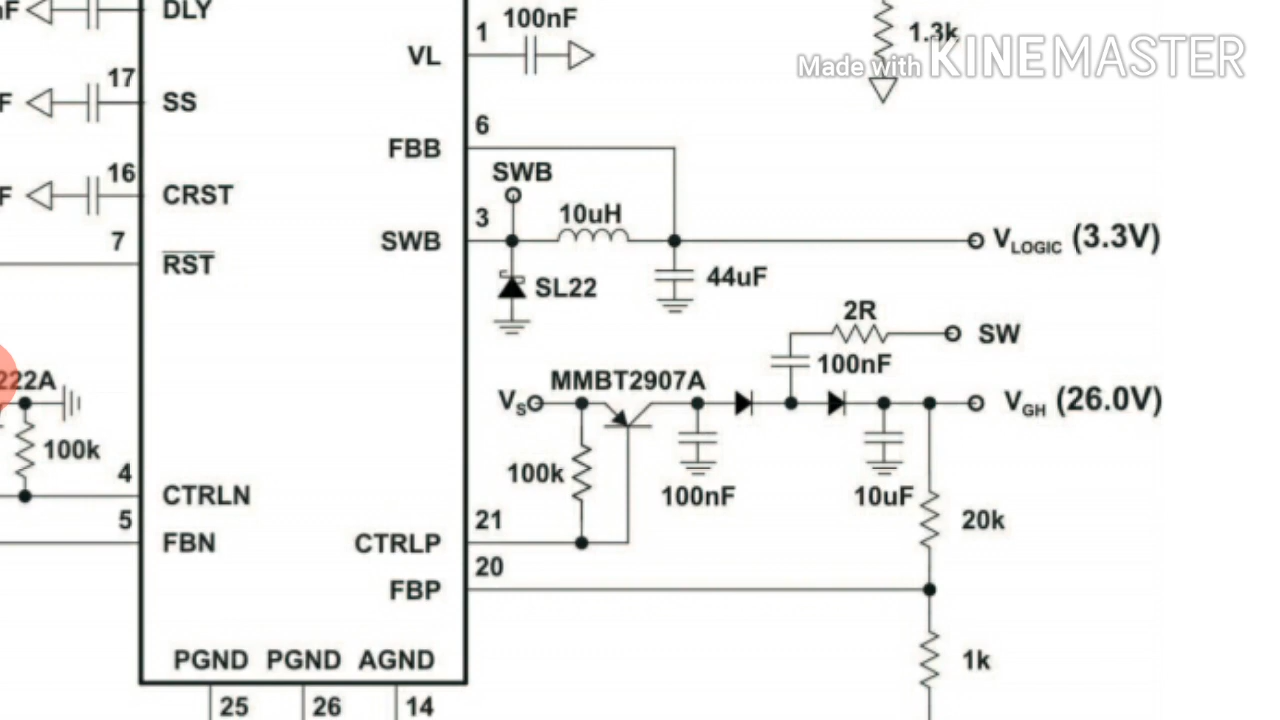 DLY
100nF
1
VL
1.3k
Made with KINEMASTER
17
SS
6
FBB
SWB
16
CRST
10uH
3
SWB
V LOGIC (3.3V)
7
RST
44uF
SL22
2R
SW
100nF
222A
MMBT2907A
Vs
V GH (26.0V)
100k
100k
100nF
10uF
4
CTRLN
5
FBN
21
CTRLP
20k
20
FBP
PGND PGND AGND
1k
25 26 14